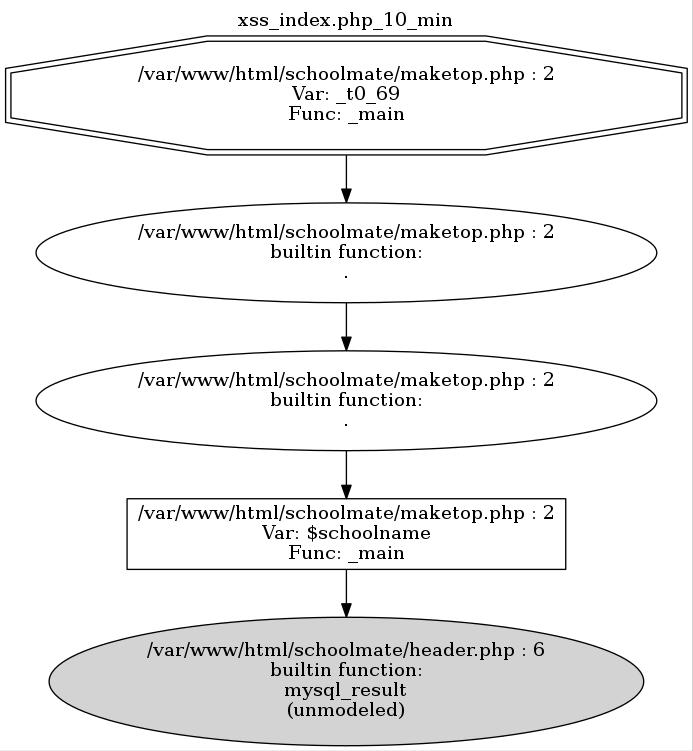 xss_index.php_10_min
/var/www/html/schoolmate/maketop.php : 2
Var: _t0_69
Func: _main
/var/www/html/schoolmate/maketop.php : 2
builtin function:
.
/var/www/html/schoolmate/maketop.php : 2
builtin function:
.
/var/www/html/schoolmate/maketop.php : 2
Var: $schoolname
Func: _main
/var/www/html/schoolmate/header.php : 6
builtin function:
mysql_result
(unmodeled)